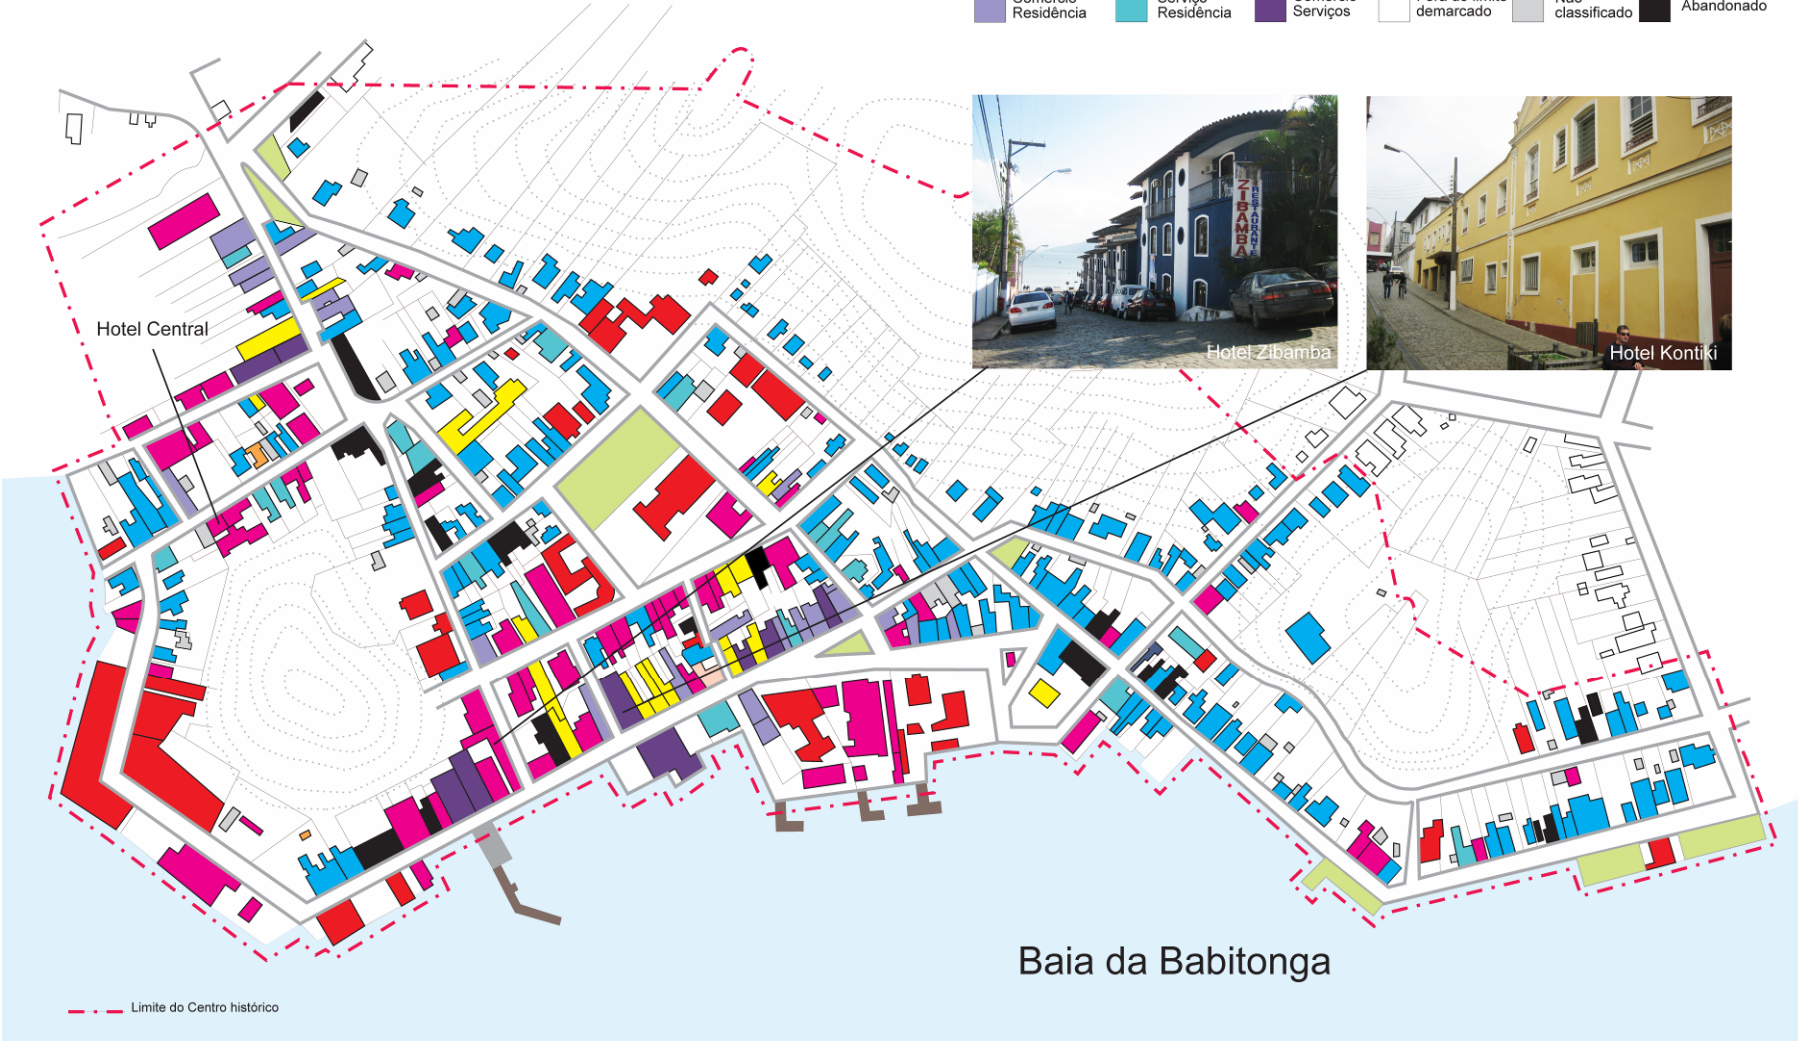 Residência
Residência
Serviços
demarcado
classificado
Abandonado
ZIBAMBA
RESTAURANTE
Hotel Zibamba
Hotel Kontiki
Hotel Central
Baia da Babitonga
Limite do Centro histórico